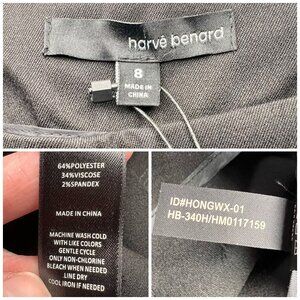 harvé benard
8
MADE IN
CHINA
64%POLYESTER
34%VISCOSE
2%SPANDEX
MADE IN CHINA
MACHINE WASH COLD
WITH LIKE COLORS
GENTLE CYCLE
ONLY NON-CHLORINE
BLEACH WHEN NEEDED
LINE DRY
COOL IRON IF NEEDED
ID#HONGWX-01
HB-340H/HM0117159